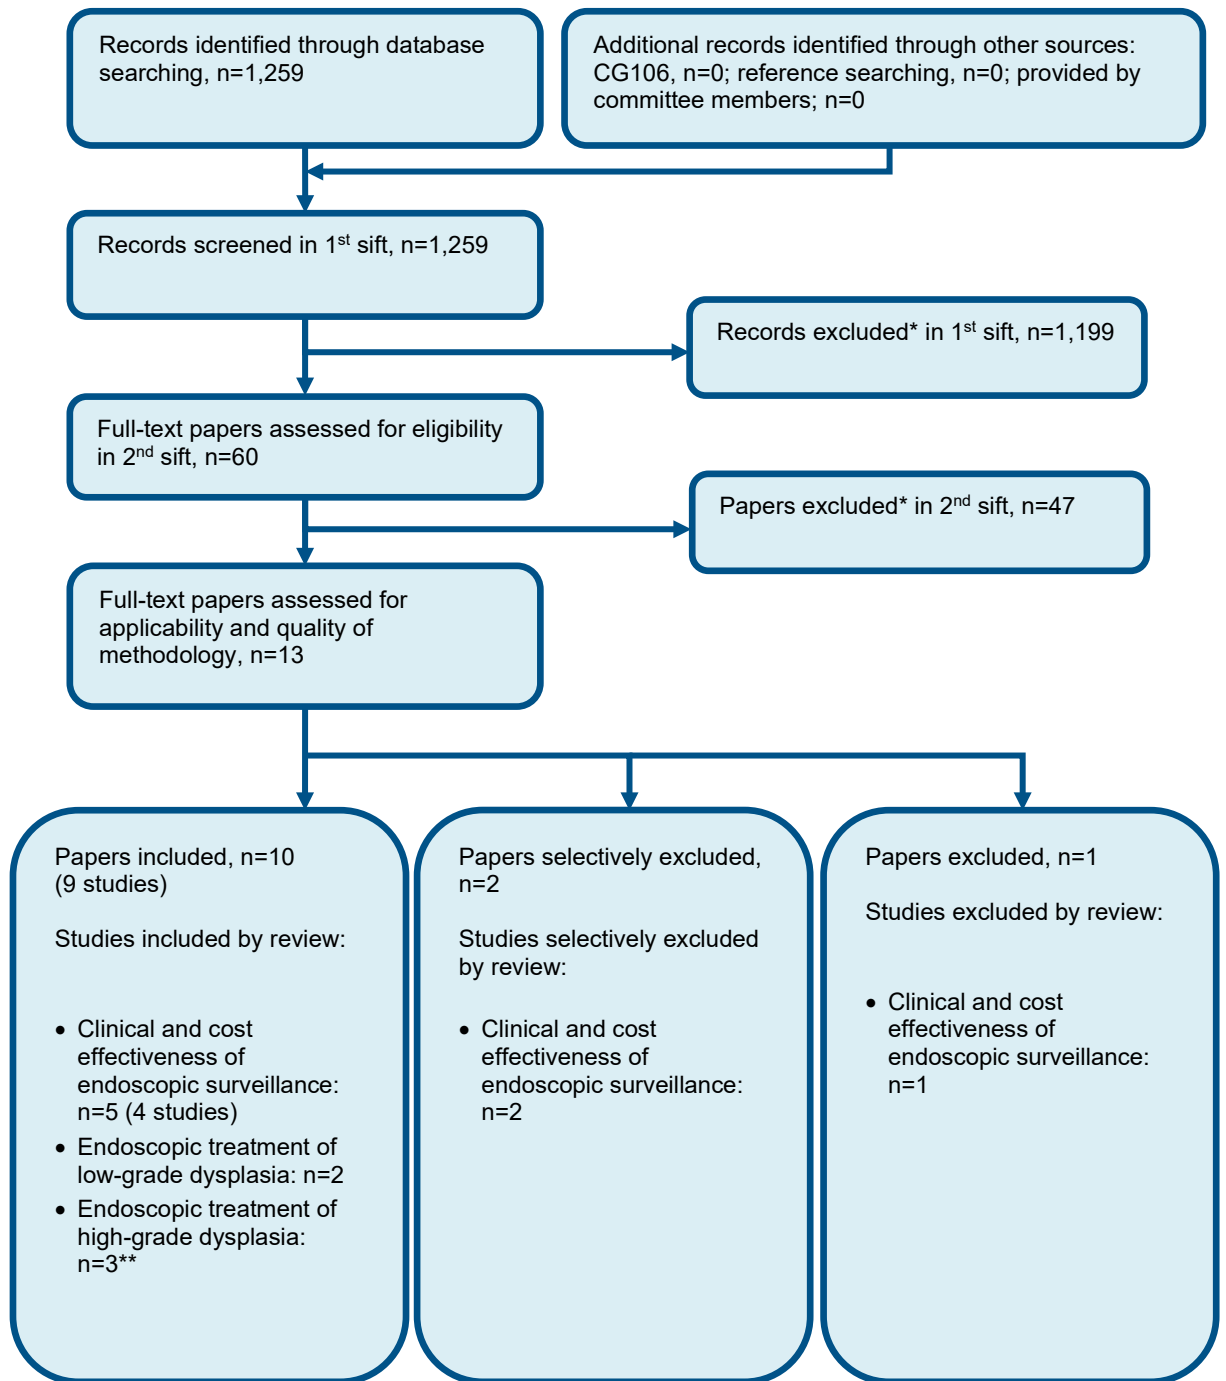 Records identified through database
searching, n=1,259
Additional records identified through other sources:
CG106, n=0; reference searching, n=0; provided by
committee members; n=0
Records screened in 1st sift, n=1,259
Records excluded* in 1st sift, n=1,199
Full-text papers assessed for eligibility
in 2nd sift, n=60
Papers excluded* in 2nd sift, n=47
Full-text papers assessed for
applicability and quality of
methodology, n=13
Papers included, n=10
(9 studies)
Studies included by review:
• Clinical and cost
effectiveness of
endoscopic surveillance:
n=5 (4 studies)
• Endoscopic treatment of
low-grade dysplasia: n=2
• Endoscopic treatment of
high-grade dysplasia:
n=3**
Papers selectively excluded,
n=2
Studies selectively excluded
by review:
• Clinical and cost
effectiveness of
endoscopic surveillance:
n=2
Papers excluded, n=1
Studies excluded by review:
• Clinical and cost
effectiveness of
endoscopic surveillance:
n=1